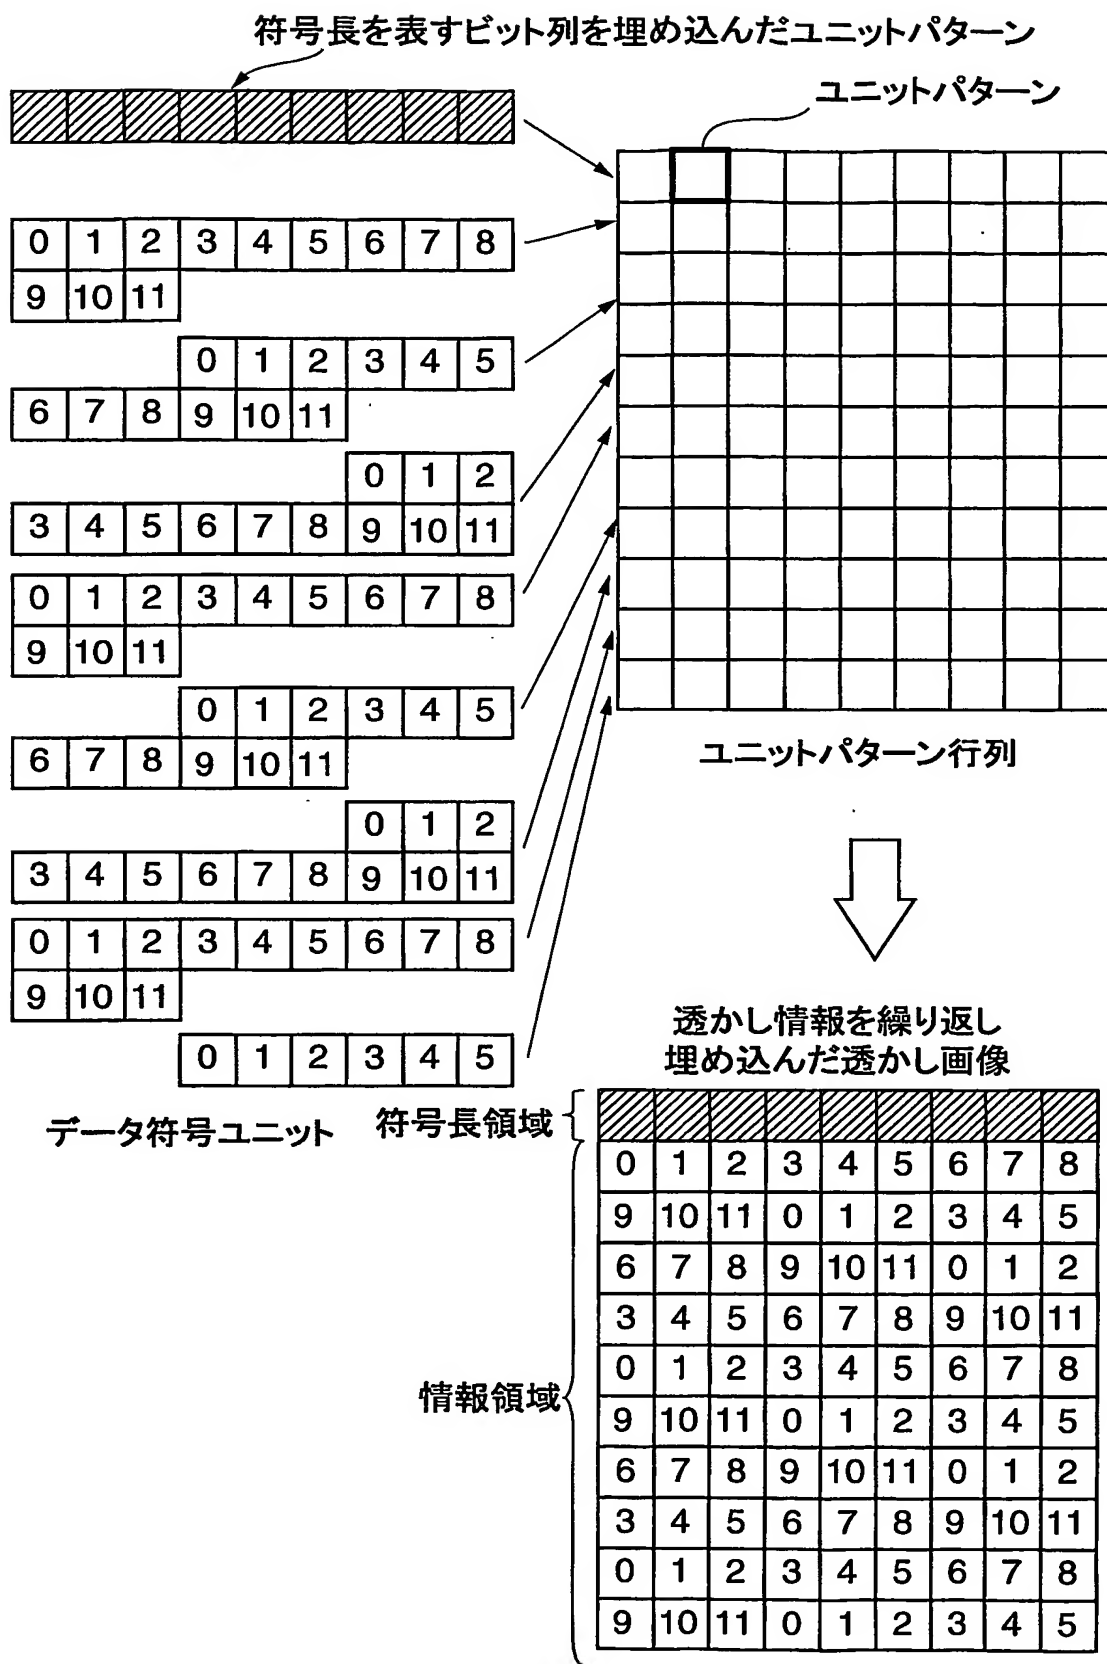 符号長を表すビット列を埋め込んだユニットパターン
ユニットパターン
0 1 2 3 4 5 6 7 8
9 10 11
0 1 2 3 4 5
6 7 8 9 10 11
0 1 2
3 4 5 6 7 8 9 10 11
0 1 2 3 4 5 6 7 8
9 10 11
0 1 2 3 4 5
6 7 8 9 10 11
0 1 2
3 4 5 6 7 8 9 10 11
0 1 2 3 4 5 6 7 8
9 10 11
0 1 2 3 4 5
データ符号ユニット
ユニットパターン行列
透かし情報を繰り返し
埋め込んだ透かし画像
符号長領域
情報領域
0 1 2 3 4 5 6 7 8
9 10 11 0 1 2 3 4 5
6 7 8 9 10 11 0 1 2
3 4 5 6 7 8 9 10 11
0 1 2 3 4 5 6 7 8
9 10 11 0 1 2 3 4 5
6 7 8 9 10 11 0 1 2
3 4 5 6 7 8 9 10 11
0 1 2 3 4 5 6 7 8
9 10 11 0 1 2 3 4 5